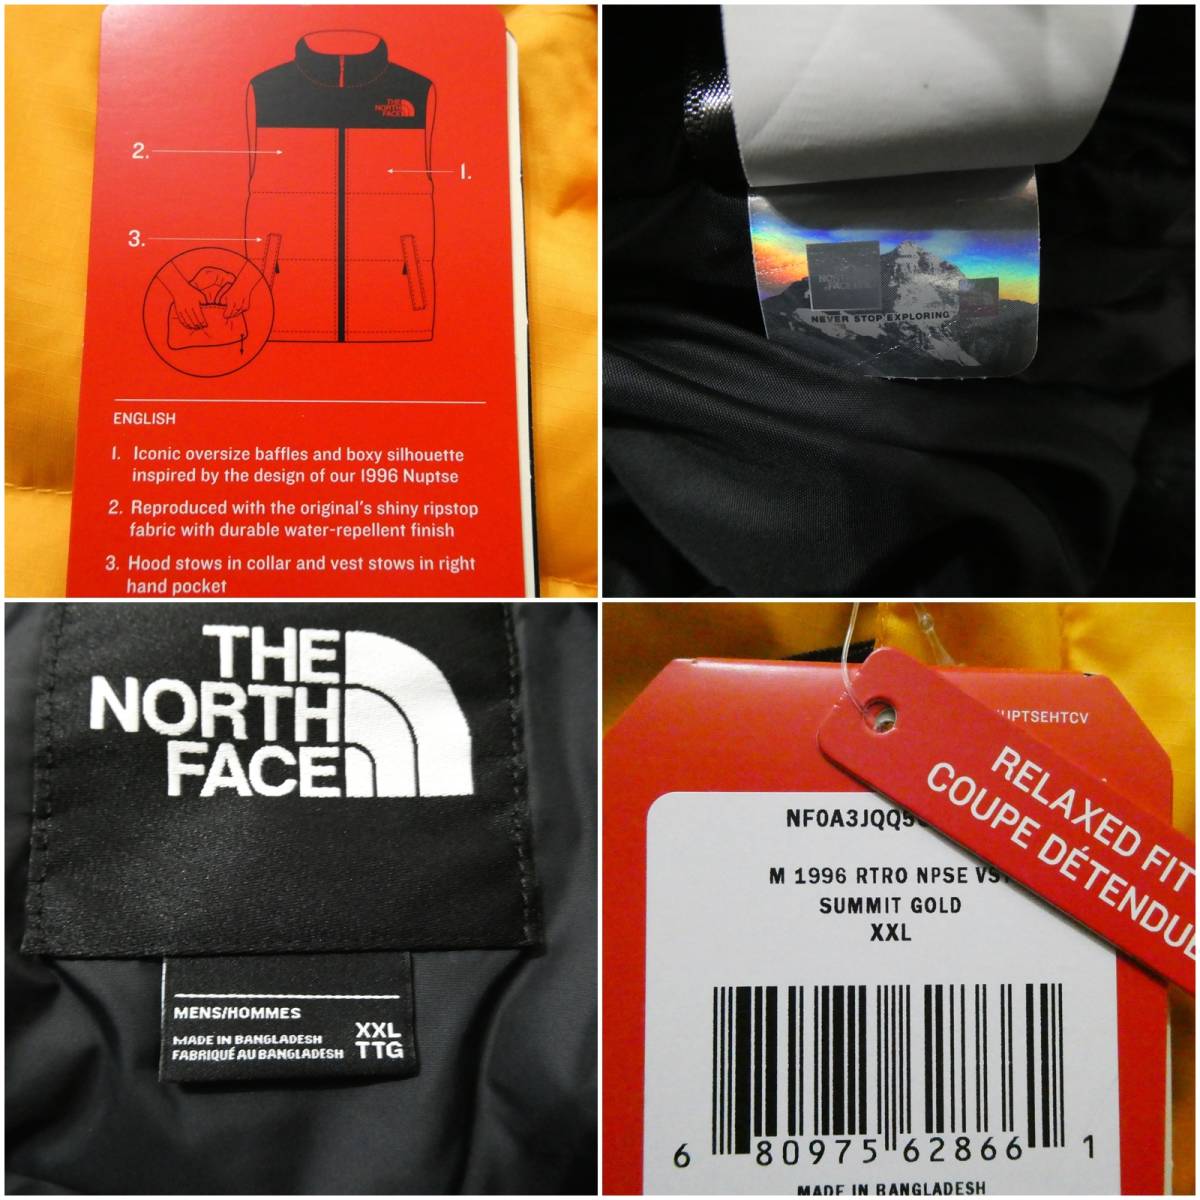 THE
NORTH
FACE
2.
1.
3.
ENGLISH
1. Iconic oversize baffles and boxy silhouette
inspired by the design of our 1996 Nuptse
2. Reproduced with the original's shiny ripstop
fabric with durable water-repellent finish
3. Hood stows in collar and vest stows in right
hand pocket
NEVER STOP EXPLORING
THE
NORTH
FACE
MENS/HOMMES
MADE IN BANGLADESH
FABRIQUÉ AU BANGLADESH
XXL
TTG
UPTSEHTCV
RELAXED FIT
COUPE DÉTENDUE
NF0A3JQQ5
M 1996 RTRO NPSE VST
SUMMIT GOLD
XXL
6 80975 62866 1
MADE IN BANGLADESH